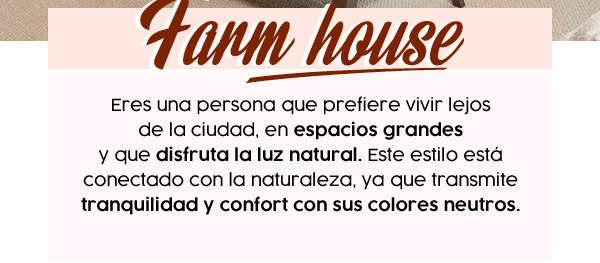 Farm house
Eres una persona que prefiere vivir lejos
de la ciudad, en espacios grandes
y que disfruta la luz natural. Este estilo está
conectado con la naturaleza, ya que transmite
tranquilidad y confort con sus colores neutros.